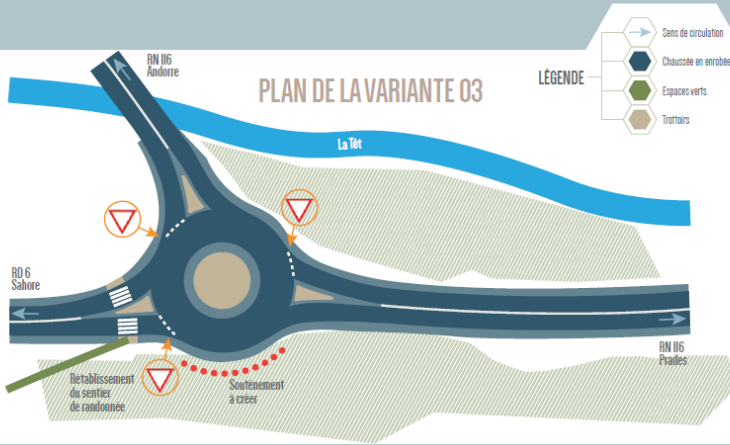 RN 116
Andorre
PLAN DE LA VARIANTE 03
LÉGENDE
Sens de circulation
Chaussée en enrobée
Espaces verts
Trottoirs
La Têt
RD 6
Sahore
RN 116
Prades
Rétablissement
du sentier
de randonnée
Soutènement
à créer